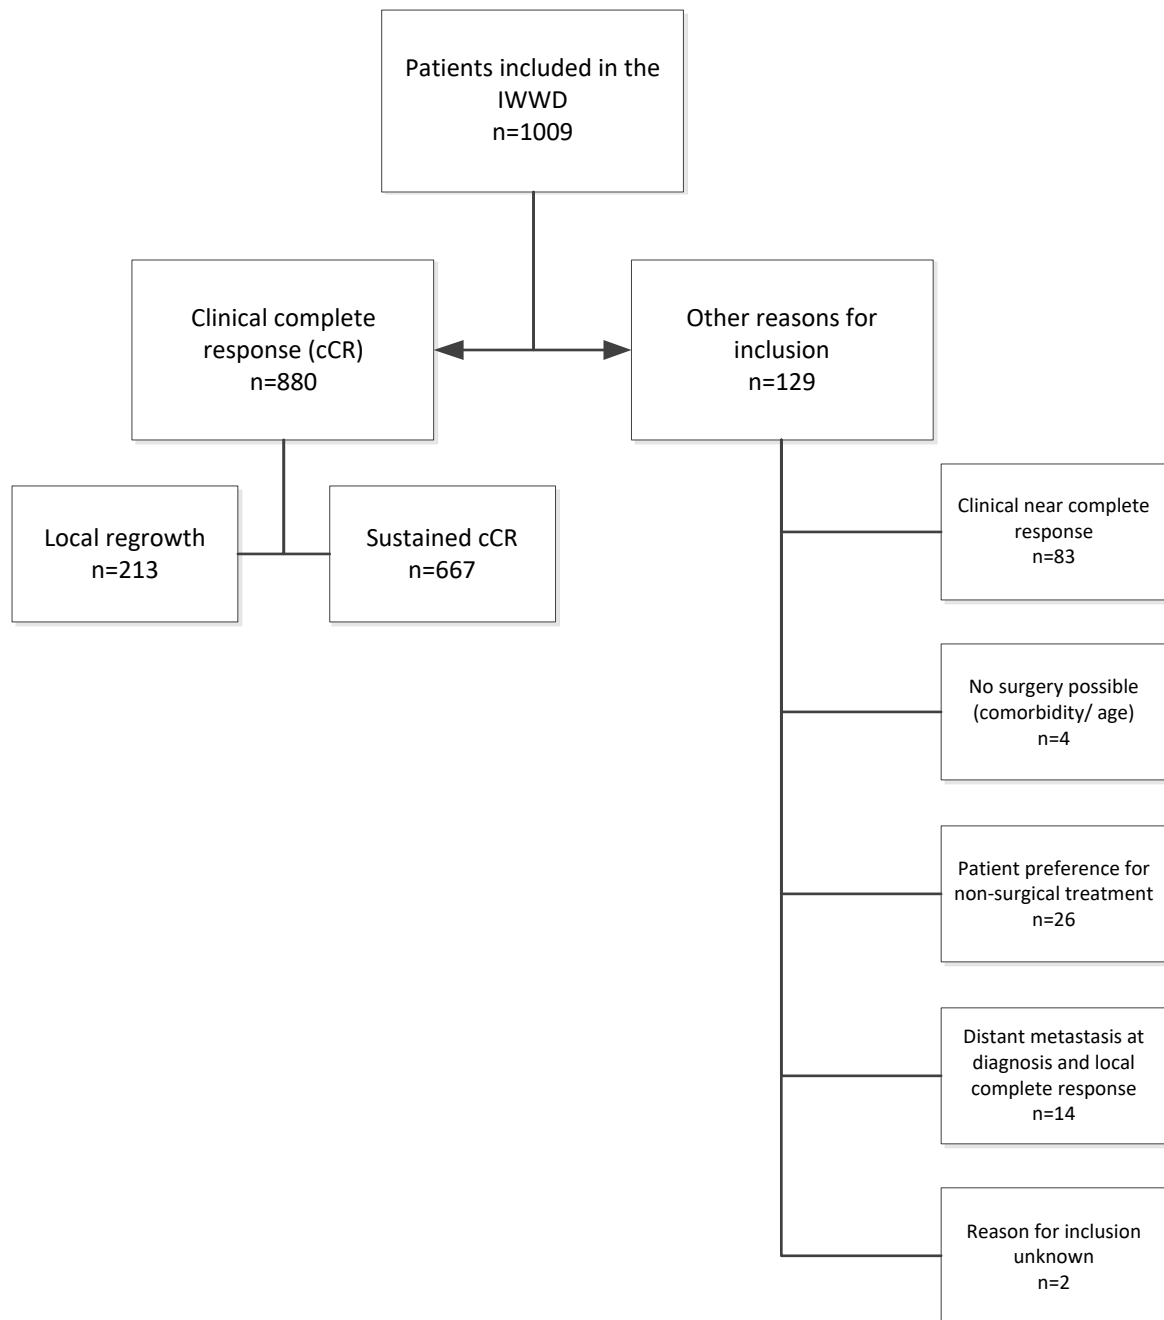 Patients included in the
IWWD
n=1009
Clinical complete
response (cCR)
n=880
Other reasons for
inclusion
n=129
Local regrowth
n=213
Sustained cCR
n=667
Clinical near complete
response
n=83
No surgery possible
(comorbidity/ age)
n=4
Patient preference for
non-surgical treatment
n=26
Distant metastasis at
diagnosis and local
complete response
n=14
Reason for inclusion
unknown
n=2